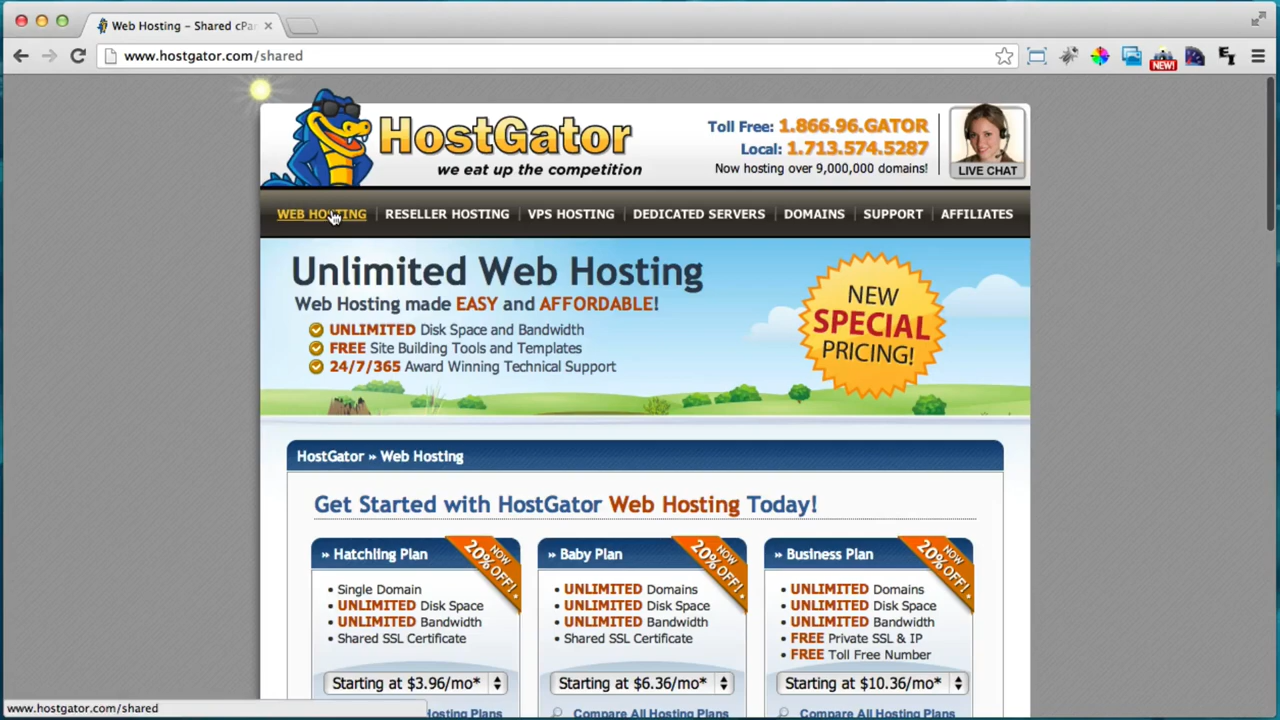 Web Hosting – Shared cPa
www.hostgator.com/shared
NEW!
HostGator
we eat up the competition
Toll Free: 1.866.96.GATOR
Local: 1.713.574.5287
Now hosting over 9,000,000 domains!
LIVE CHAT
WEB HOSTING
RESELLER HOSTING
VPS HOSTING
DEDICATED SERVERS
DOMAINS
SUPPORT
AFFILIATES
Unlimited Web Hosting
Web Hosting made EASY and AFFORDABLE!
UNLIMITED Disk Space and Bandwidth
FREE Site Building Tools and Templates
24/7/365 Award Winning Technical Support
NEW
SPECIAL
PRICING!
HostGator » Web Hosting
Get Started with HostGator Web Hosting Today!
» Hatchling Plan
NOW
20% OFF!
• Single Domain
• UNLIMITED Disk Space
• UNLIMITED Bandwidth
• Shared SSL Certificate
Starting at $3.96/mo*
Hosting Plans
» Baby Plan
NOW
20% OFF!
• UNLIMITED Domains
• UNLIMITED Disk Space
• UNLIMITED Bandwidth
• Shared SSL Certificate
Starting at $6.36/mo*
Compare All Hosting Plans
» Business Plan
NOW
20% OFF!
• UNLIMITED Domains
• UNLIMITED Disk Space
• UNLIMITED Bandwidth
• FREE Private SSL & IP
• FREE Toll Free Number
Starting at $10.36/mo*
Compare All Hosting Plans
www.hostgator.com/shared